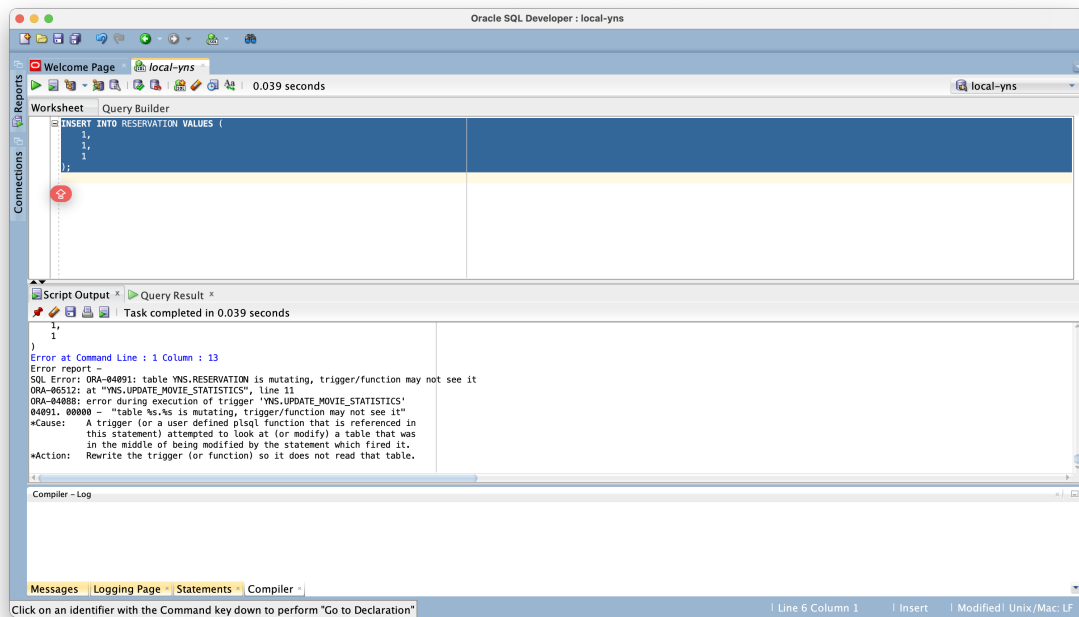 Oracle SQL Developer : local-yns
Welcome Page
local-yns
0.039 seconds
local-yns
Reports
Connections
Worksheet
Query Builder
INSERT INTO RESERVATION VALUES (
1,
1,
1
);
Script Output
Query Result
Task completed in 0.039 seconds
1,
1
)
Error at Command Line : 1 Column : 13
Error report -
SQL Error: ORA-04091: table YNS.RESERVATION is mutating, trigger/function may not see it
ORA-06512: at "YNS.UPDATE_MOVIE_STATISTICS", line 11
ORA-04088: error during execution of trigger 'YNS.UPDATE_MOVIE_STATISTICS'
04091. 00000 -  "table %s.%s is mutating, trigger/function may not see it"
*Cause:    A trigger (or a user defined plsql function that is referenced in
this statement) attempted to look at (or modify) a table that was
in the middle of being modified by the statement which fired it.
*Action:   Rewrite the trigger (or function) so it does not read that table.
Compiler - Log
Messages
Logging Page
Statements
Compiler
Click on an identifier with the Command key down to perform "Go to Declaration"
Line 6 Column 1
Insert
Modified
Unix/Mac: LF